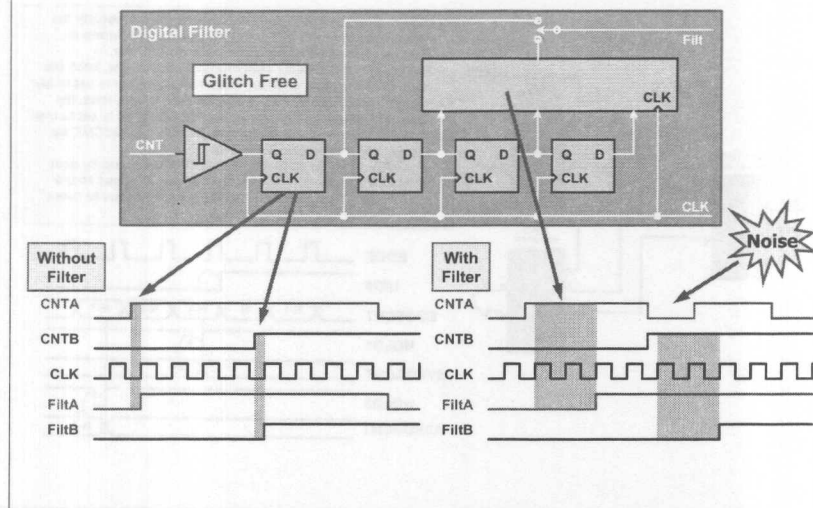 Digital Filter
Filt
Glitch Free
CLK
CNT
Q D
CLK
Q D
CLK
Q D
CLK
Q D
CLK
CLK
Without
Filter
CNTA
CNTB
CLK
FiltA
FiltB
With
Filter
Noise
CNTA
CNTB
CLK
FiltA
FiltB